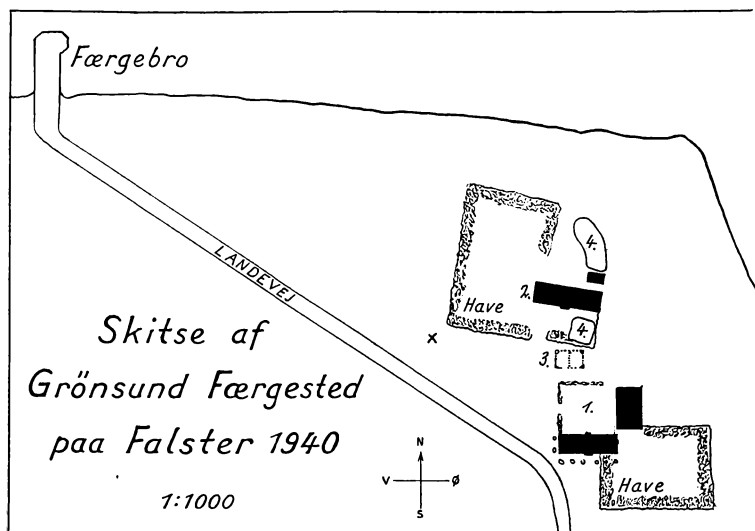 Færgebro
LANDEVEJ
4.
2.
Have
4.
x
3.
Skitse af
Grönsund Færgested
paa Falster 1940
1:1000
N
V
Ø
S
1.
Have